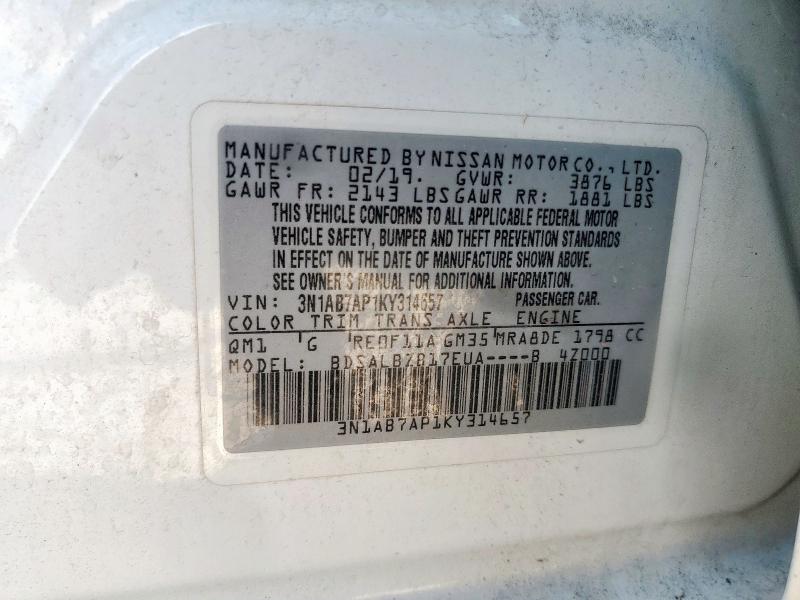 MANUFACTURED BY NISSAN MOTOR CO., LTD.
DATE: 02/19. GVWR: 3876 LBS
GAWR FR: 2143 LBS GAWR RR: 1881 LBS
THIS VEHICLE CONFORMS TO ALL APPLICABLE FEDERAL MOTOR
VEHICLE SAFETY, BUMPER AND THEFT PREVENTION STANDARDS
IN EFFECT ON THE DATE OF MANUFACTURE SHOWN ABOVE.
SEE OWNER'S MANUAL FOR ADDITIONAL INFORMATION.
VIN: 3N1AB7AP1KY314657 PASSENGER CAR.
COLOR TRIM TRANS AXLE ENGINE
QM1 G RE0F11A GM35 MRA8DE 1798 CC
MODEL: BDSALBZB17EUA----B 4Z000
3N1AB7AP1KY314657